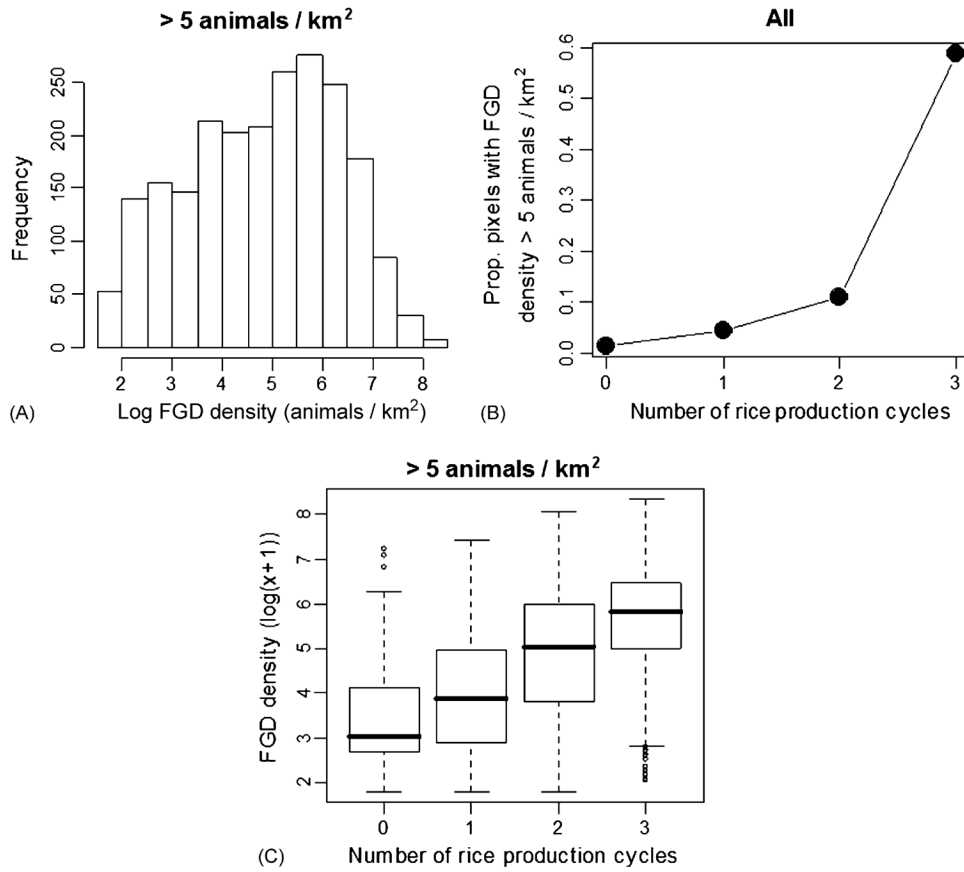 > 5 animals / km²
Frequency
0 50 100 150 200 250
2 3 4 5 6 7 8
Log FGD density (animals / km²)
(A)
All
Prop. pixels with FGD
density > 5 animals / km²
0.0 0.1 0.2 0.3 0.4 0.5 0.6
0 1 2 3
Number of rice production cycles
(B)
> 5 animals / km²
FGD density (log(x+1))
2 3 4 5 6 7 8
0 1 2 3
Number of rice production cycles
(C)